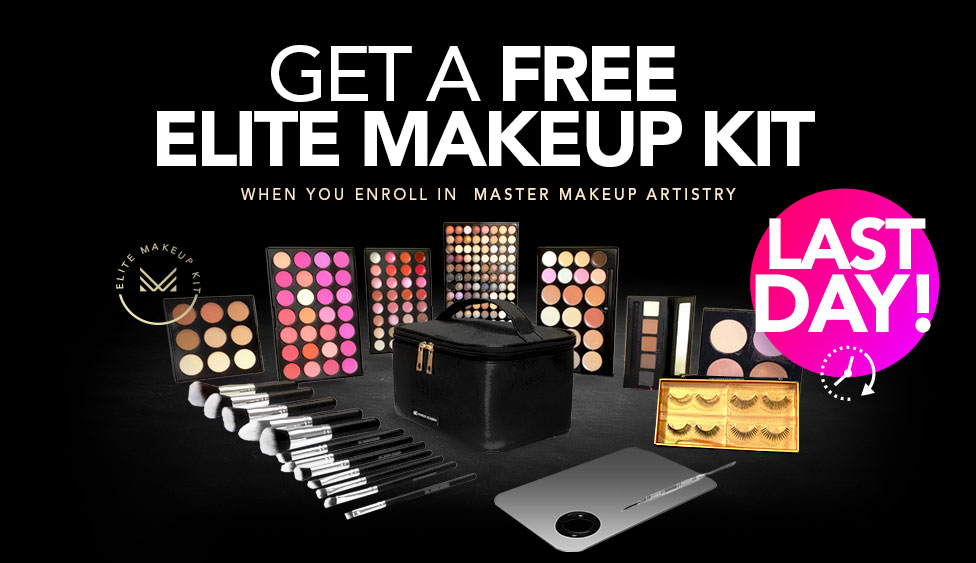 GET A FREE
ELITE MAKEUP KIT
WHEN YOU ENROLL IN MASTER MAKEUP ARTISTRY
LAST
DAY!
ELITE MAKEUP KIT